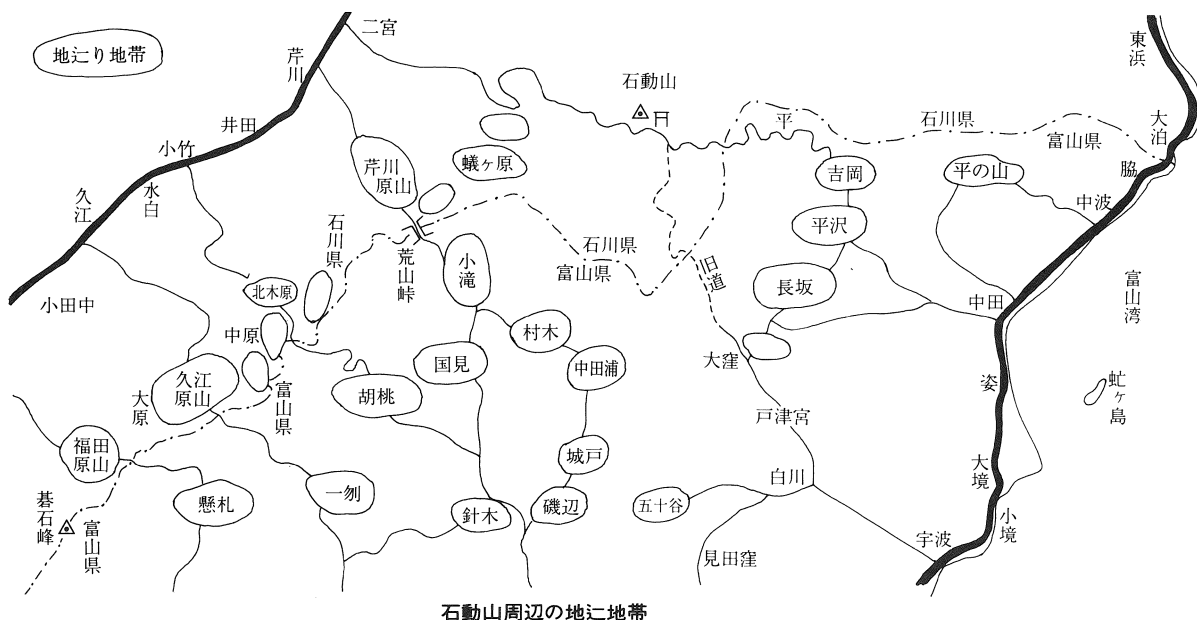 地辷り地帯
二宮
芹川
井田
小竹
水白
久江
小田中
石動山
平
石川県
富山県
東浜
大泊
脇
中波
平の山
吉岡
平沢
長坂
中田
富山湾
虻ヶ島
姿
大境
小境
宇波
芹川
原山
蟻ヶ原
石川県
荒山峠
小滝
石川県
富山県
旧道
北木原
中原
久江
原山
大原
富山県
胡桃
国見
村木
中田浦
大窪
戸津宮
白川
五十谷
見田窪
城戸
磯辺
針木
一刎
懸札
福田
原山
碁石峰
富山県
石動山周辺の地辷地帯